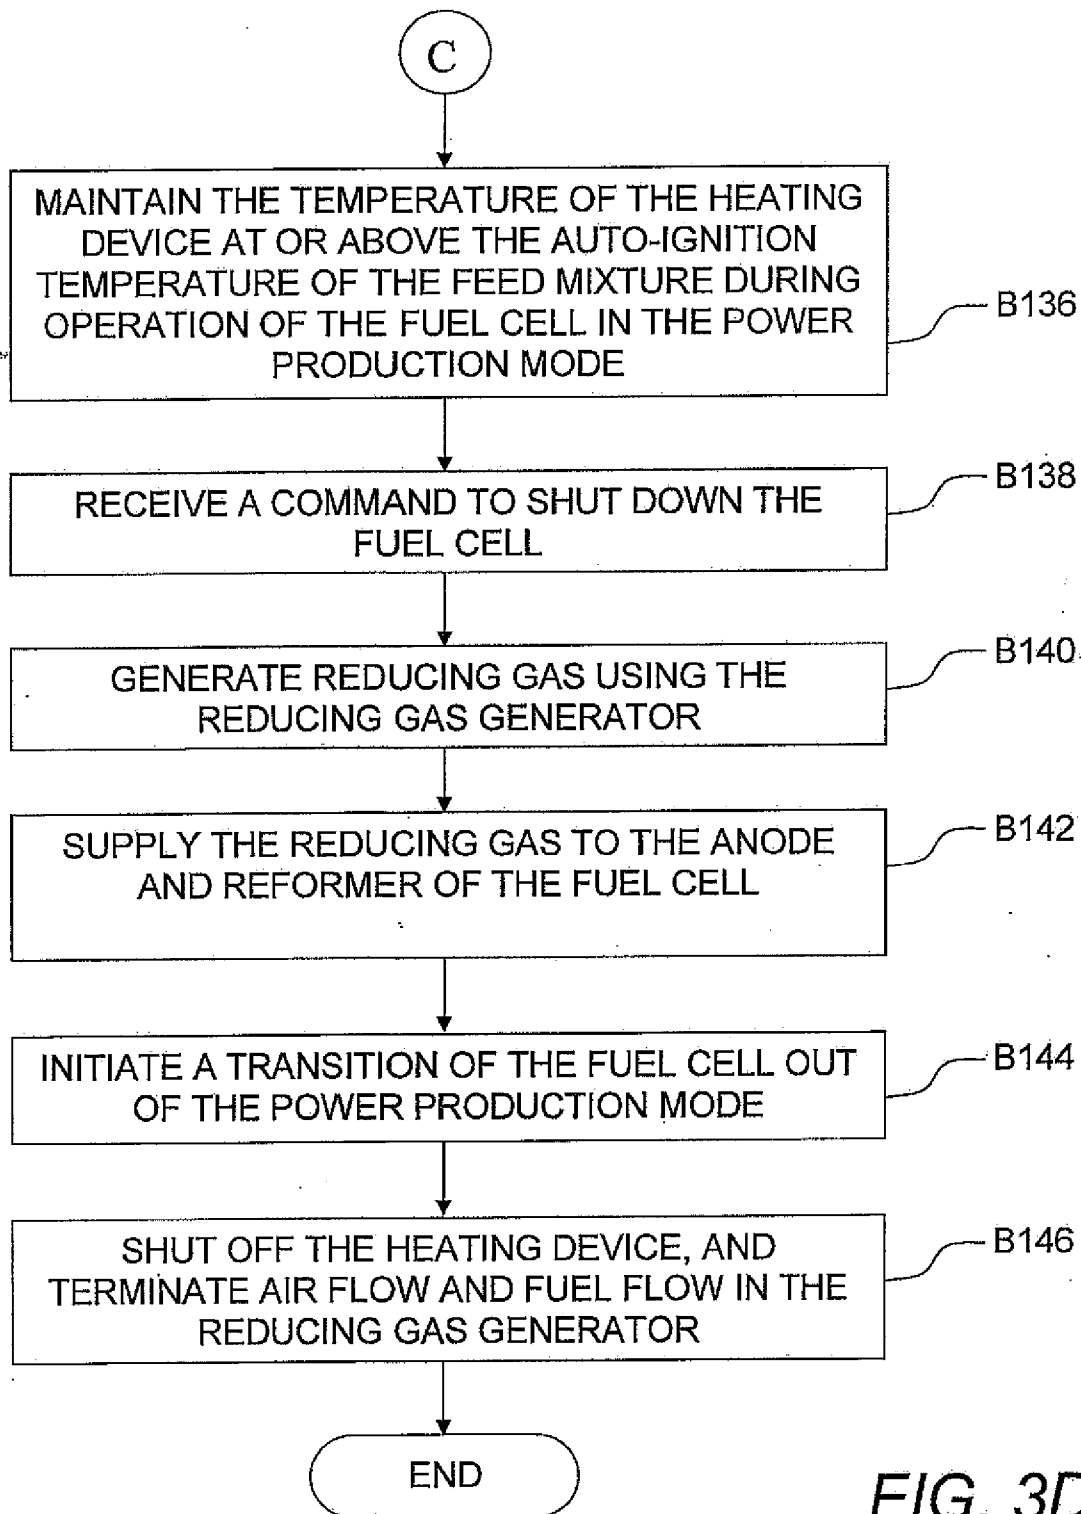 C
MAINTAIN THE TEMPERATURE OF THE HEATING
DEVICE AT OR ABOVE THE AUTO-IGNITION
TEMPERATURE OF THE FEED MIXTURE DURING
OPERATION OF THE FUEL CELL IN THE POWER
PRODUCTION MODE
B136
RECEIVE A COMMAND TO SHUT DOWN THE
FUEL CELL
B138
GENERATE REDUCING GAS USING THE
REDUCING GAS GENERATOR
B140
SUPPLY THE REDUCING GAS TO THE ANODE
AND REFORMER OF THE FUEL CELL
B142
INITIATE A TRANSITION OF THE FUEL CELL OUT
OF THE POWER PRODUCTION MODE
B144
SHUT OFF THE HEATING DEVICE, AND
TERMINATE AIR FLOW AND FUEL FLOW IN THE
REDUCING GAS GENERATOR
B146
END
FIG. 3D